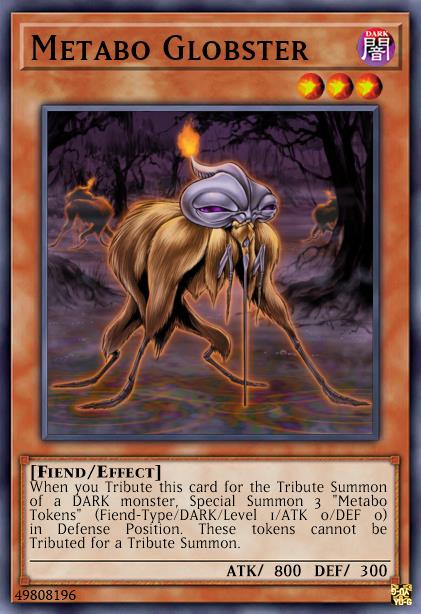 METABO GLOBSTER
DARK
闇
[FIEND/EFFECT]
When you Tribute this card for the Tribute Summon
of a DARK monster, Special Summon 3 "Metabo
Tokens" (Fiend-Type/DARK/Level 1/ATK 0/DEF 0)
in Defense Position. These tokens cannot be
Tributed for a Tribute Summon.
ATK/ 800 DEF/ 300
49808196